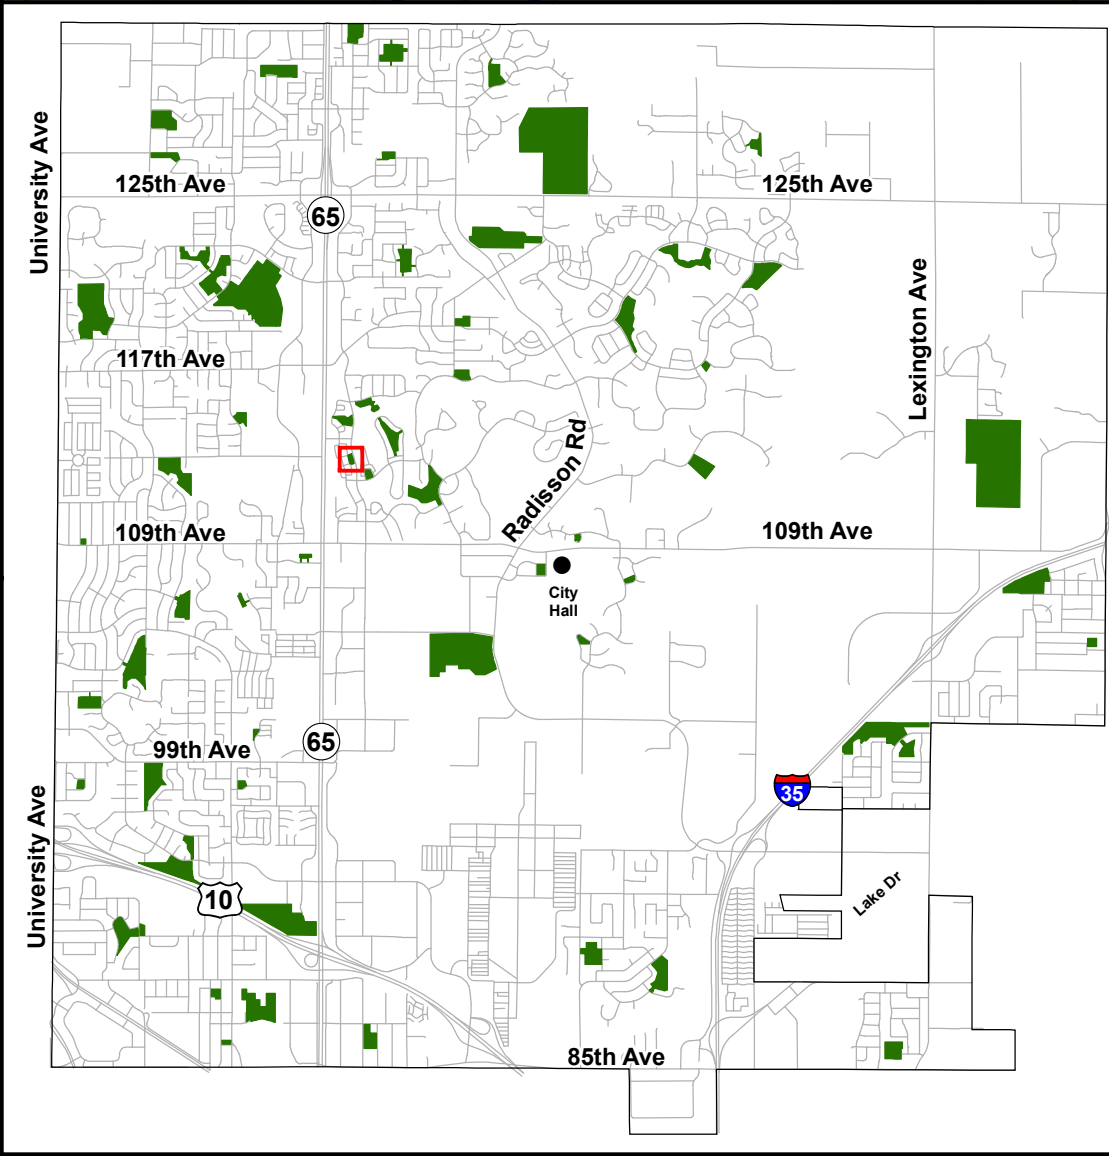 University Ave
125th Ave
125th Ave
65
Lexington Ave
117th Ave
Radisson Rd
109th Ave
109th Ave
City
Hall
99th Ave
65
35
University Ave
10
Lake Dr
85th Ave